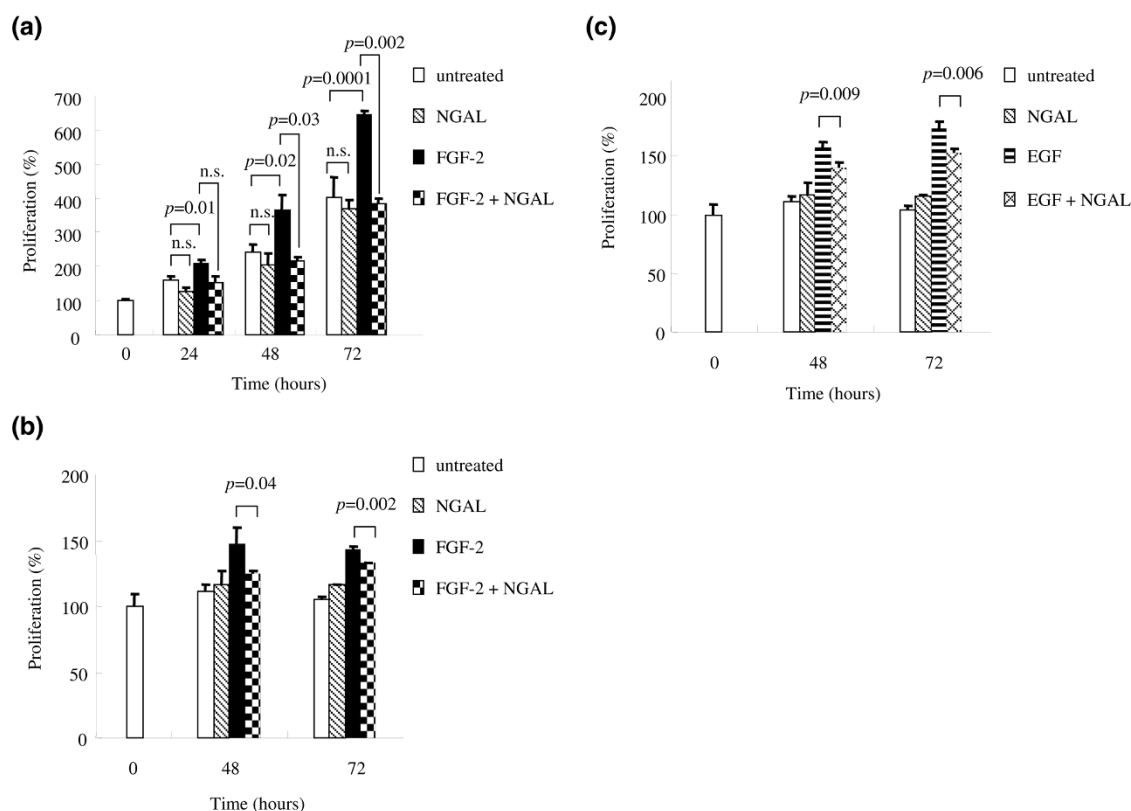 (a)
p=0.002
p=0.0001
p=0.03
n.s.
p=0.02
n.s.
p=0.01
n.s.
n.s.
700
600
500
400
300
200
100
0
Proliferation (%)
0 24 48 72
Time (hours)
untreated
NGAL
FGF-2
FGF-2 + NGAL
(c)
p=0.006
p=0.009
200
150
100
50
0
Proliferation (%)
0 48 72
Time (hours)
untreated
NGAL
EGF
EGF + NGAL
(b)
p=0.04
p=0.002
200
150
100
50
0
Proliferation (%)
0 48 72
Time (hours)
untreated
NGAL
FGF-2
FGF-2 + NGAL